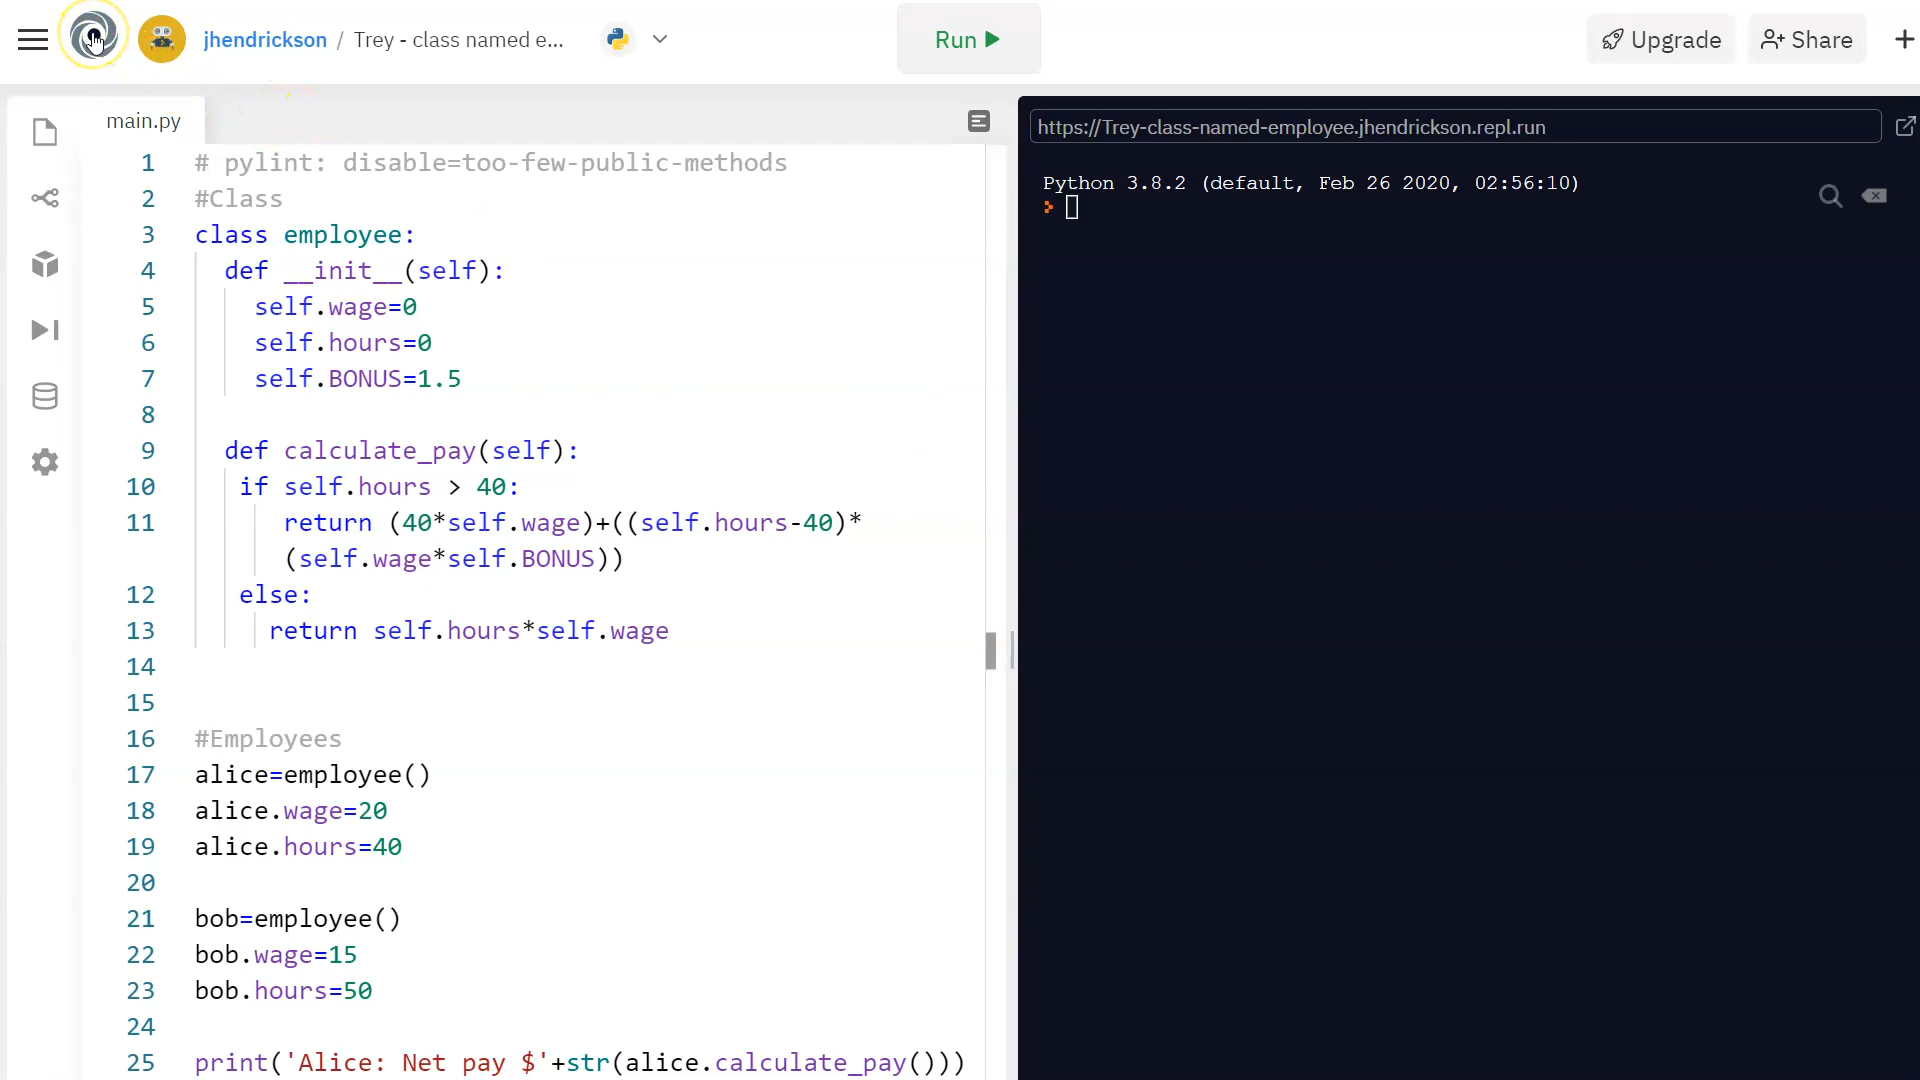 jhendrickson / Trey - class named e...
Run
Upgrade
Share
main.py
https://Trey-class-named-employee.jhendrickson.repl.run
Python 3.8.2 (default, Feb 26 2020, 02:56:10)
1 # pylint: disable=too-few-public-methods
2 #Class
3 class employee:
4 def __init__(self):
5 self.wage=0
6 self.hours=0
7 self.BONUS=1.5
8
9 def calculate_pay(self):
10 if self.hours > 40:
11 return (40*self.wage)+((self.hours-40)*
(self.wage*self.BONUS))
12 else:
13 return self.hours*self.wage
14
15
16 #Employees
17 alice=employee()
18 alice.wage=20
19 alice.hours=40
20
21 bob=employee()
22 bob.wage=15
23 bob.hours=50
24
25 print('Alice: Net pay $'+str(alice.calculate_pay()))